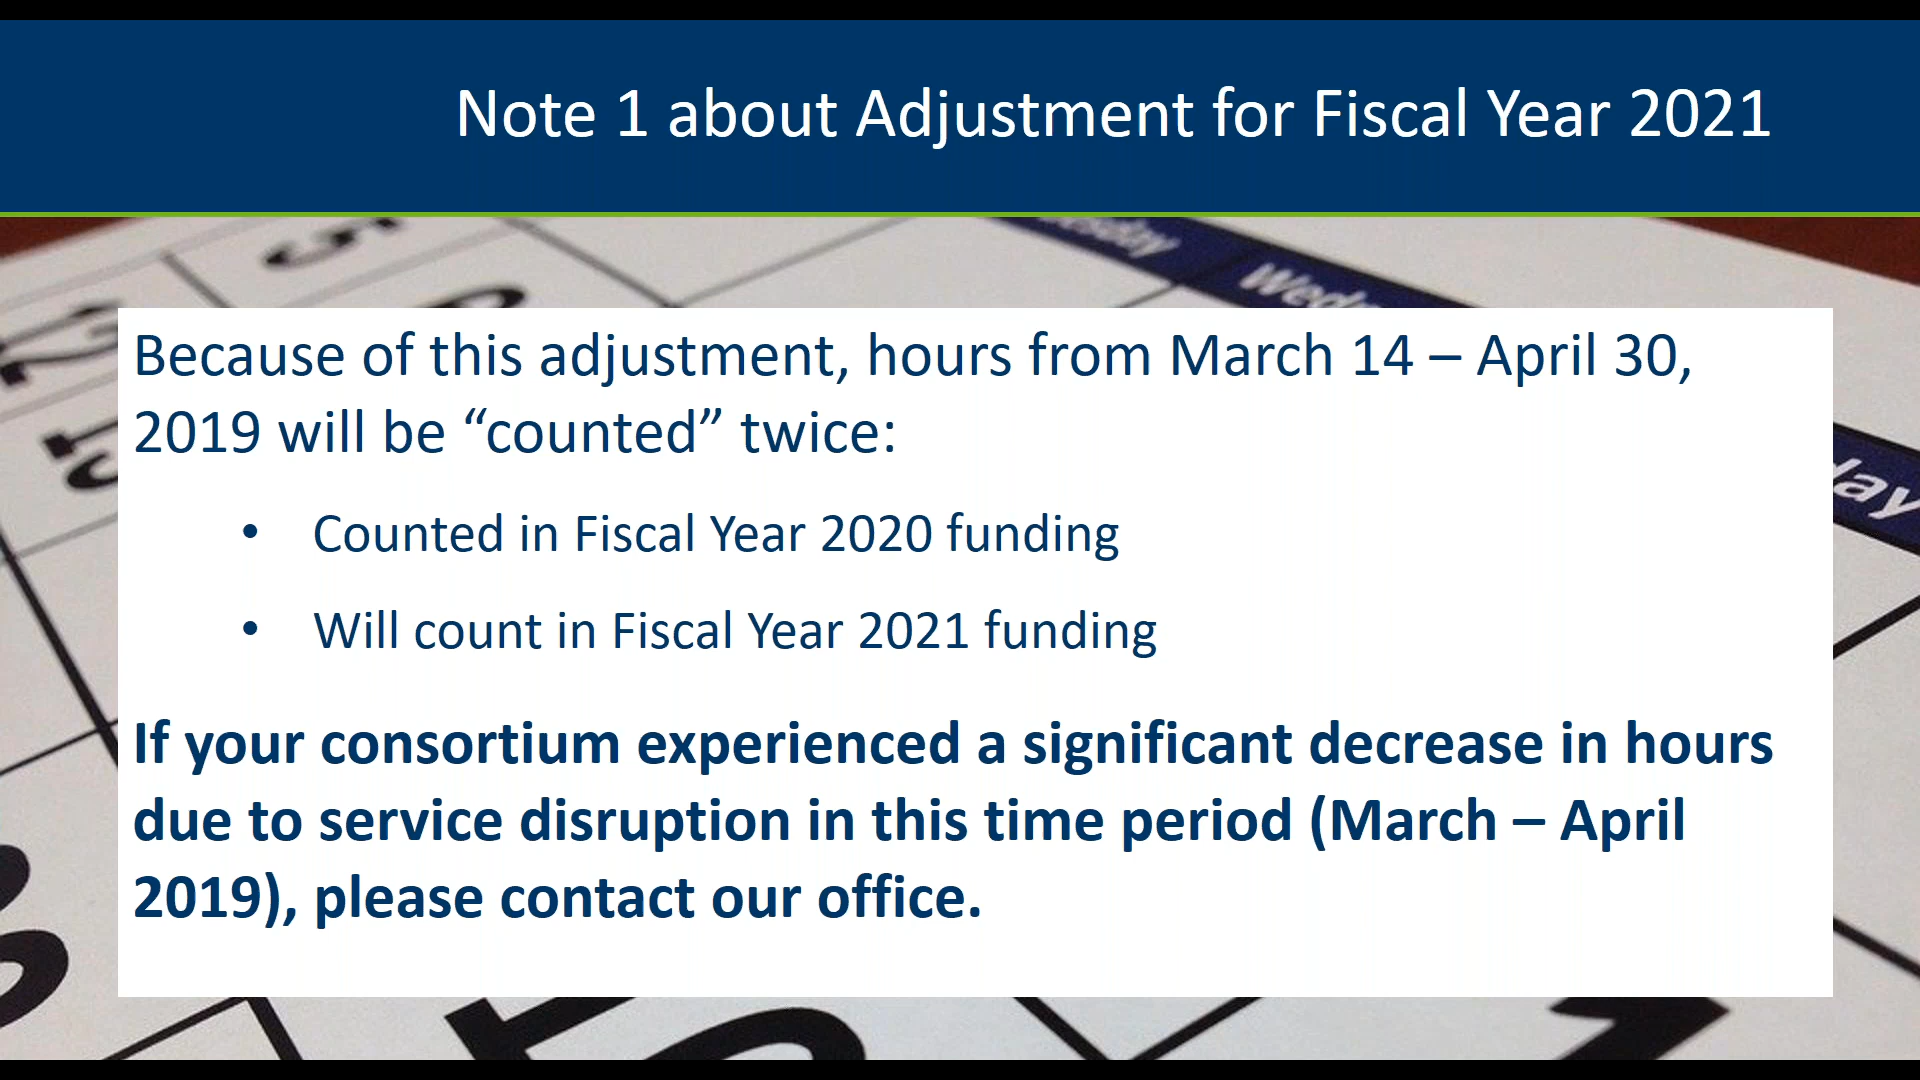 Note 1 about Adjustment for Fiscal Year 2021
Because of this adjustment, hours from March 14 – April 30,
2019 will be “counted” twice:
• Counted in Fiscal Year 2020 funding
• Will count in Fiscal Year 2021 funding
If your consortium experienced a significant decrease in hours
due to service disruption in this time period (March – April
2019), please contact our office.